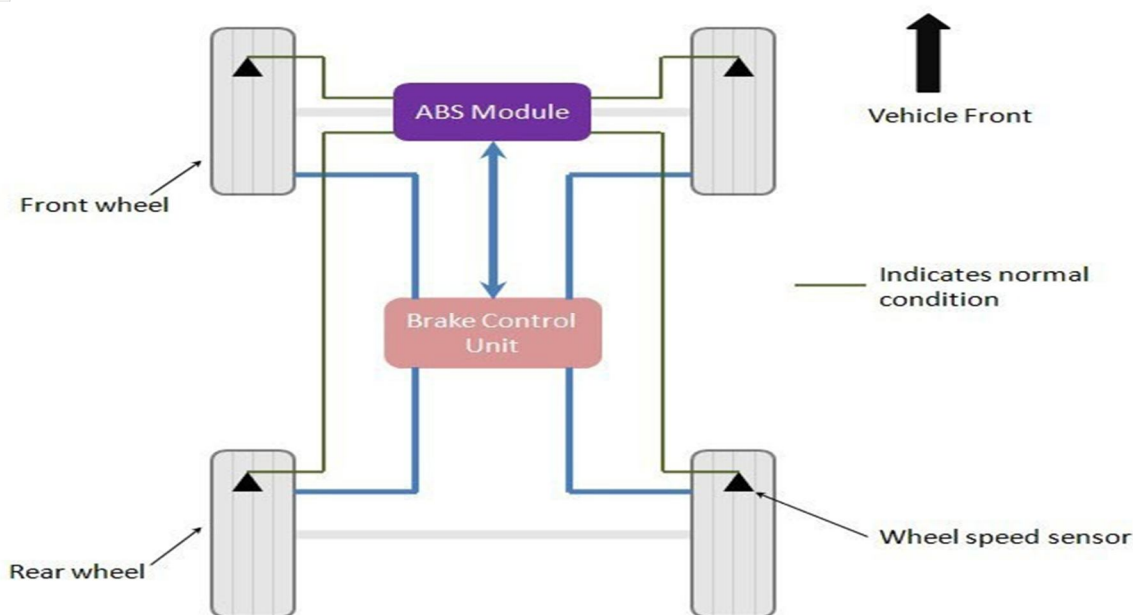 ABS Module
Vehicle Front
Front wheel
Indicates normal
condition
Brake Control
Unit
Wheel speed sensor
Rear wheel